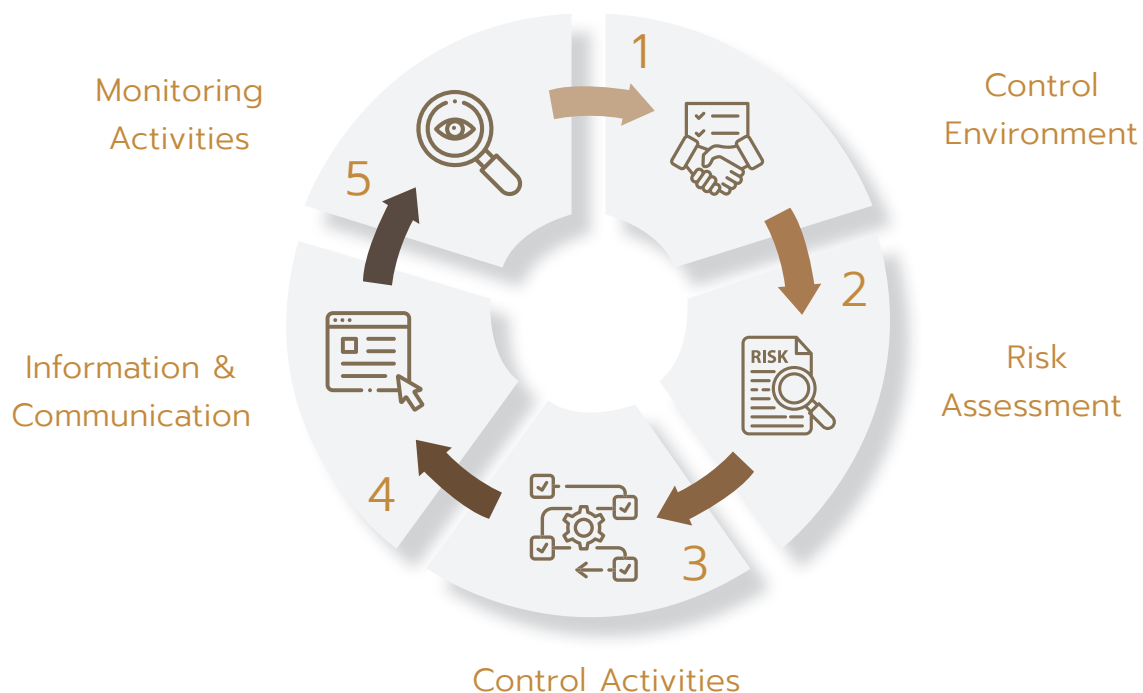 1
Control
Environment
2
Risk
Assessment
RISK
3
Control Activities
4
Information &
Communication
5
Monitoring
Activities